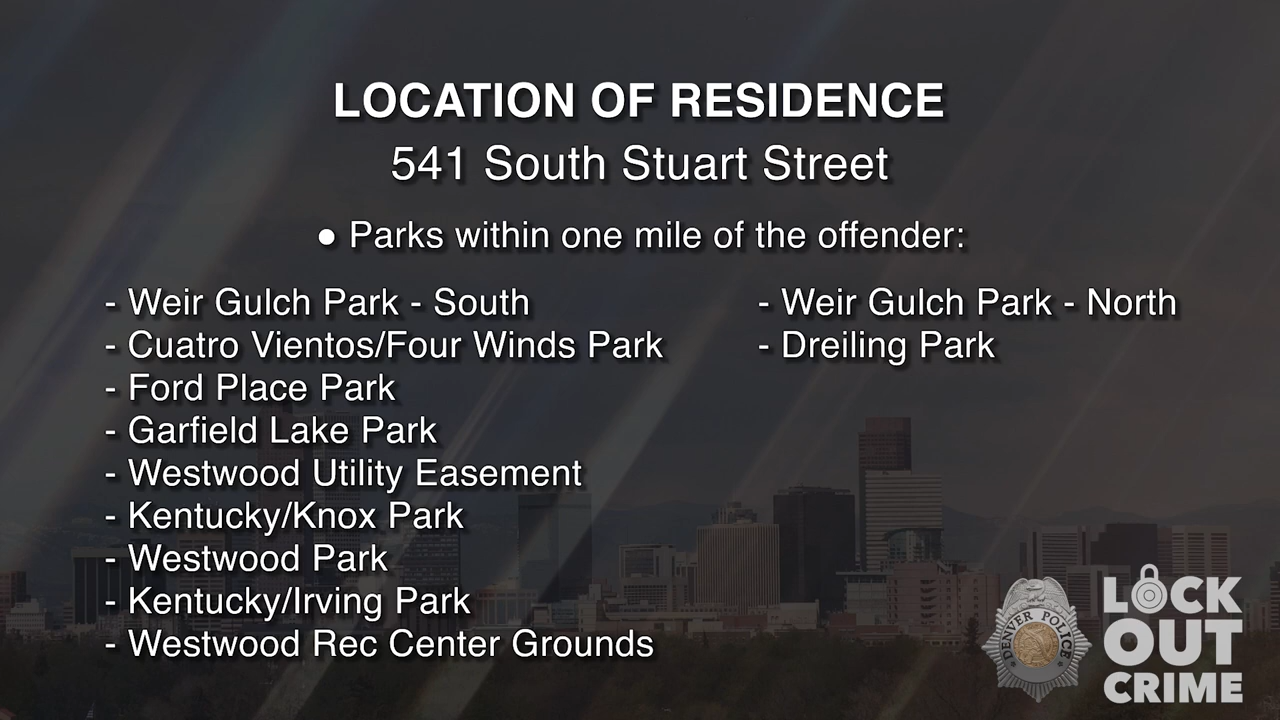 LOCATION OF RESIDENCE
541 South Stuart Street
● Parks within one mile of the offender:
- Weir Gulch Park - South
- Cuatro Vientos/Four Winds Park
- Ford Place Park
- Garfield Lake Park
- Westwood Utility Easement
- Kentucky/Knox Park
- Westwood Park
- Kentucky/Irving Park
- Westwood Rec Center Grounds
- Weir Gulch Park - North
- Dreiling Park
DENVER POLICE
LOCK
OUT
CRIME